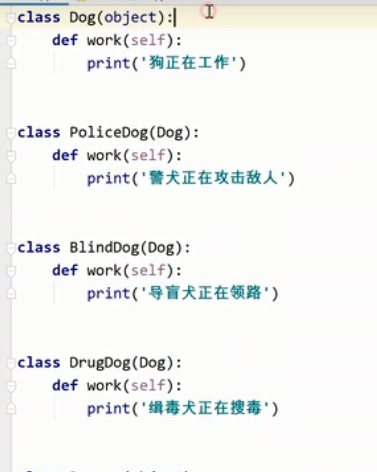 class Dog(object):
    def work(self):
        print('狗正在工作')
class PoliceDog(Dog):
    def work(self):
        print('警犬正在攻击敌人')
class BlindDog(Dog):
    def work(self):
        print('导盲犬正在领路')
class DrugDog(Dog):
    def work(self):
        print('缉毒犬正在搜毒')